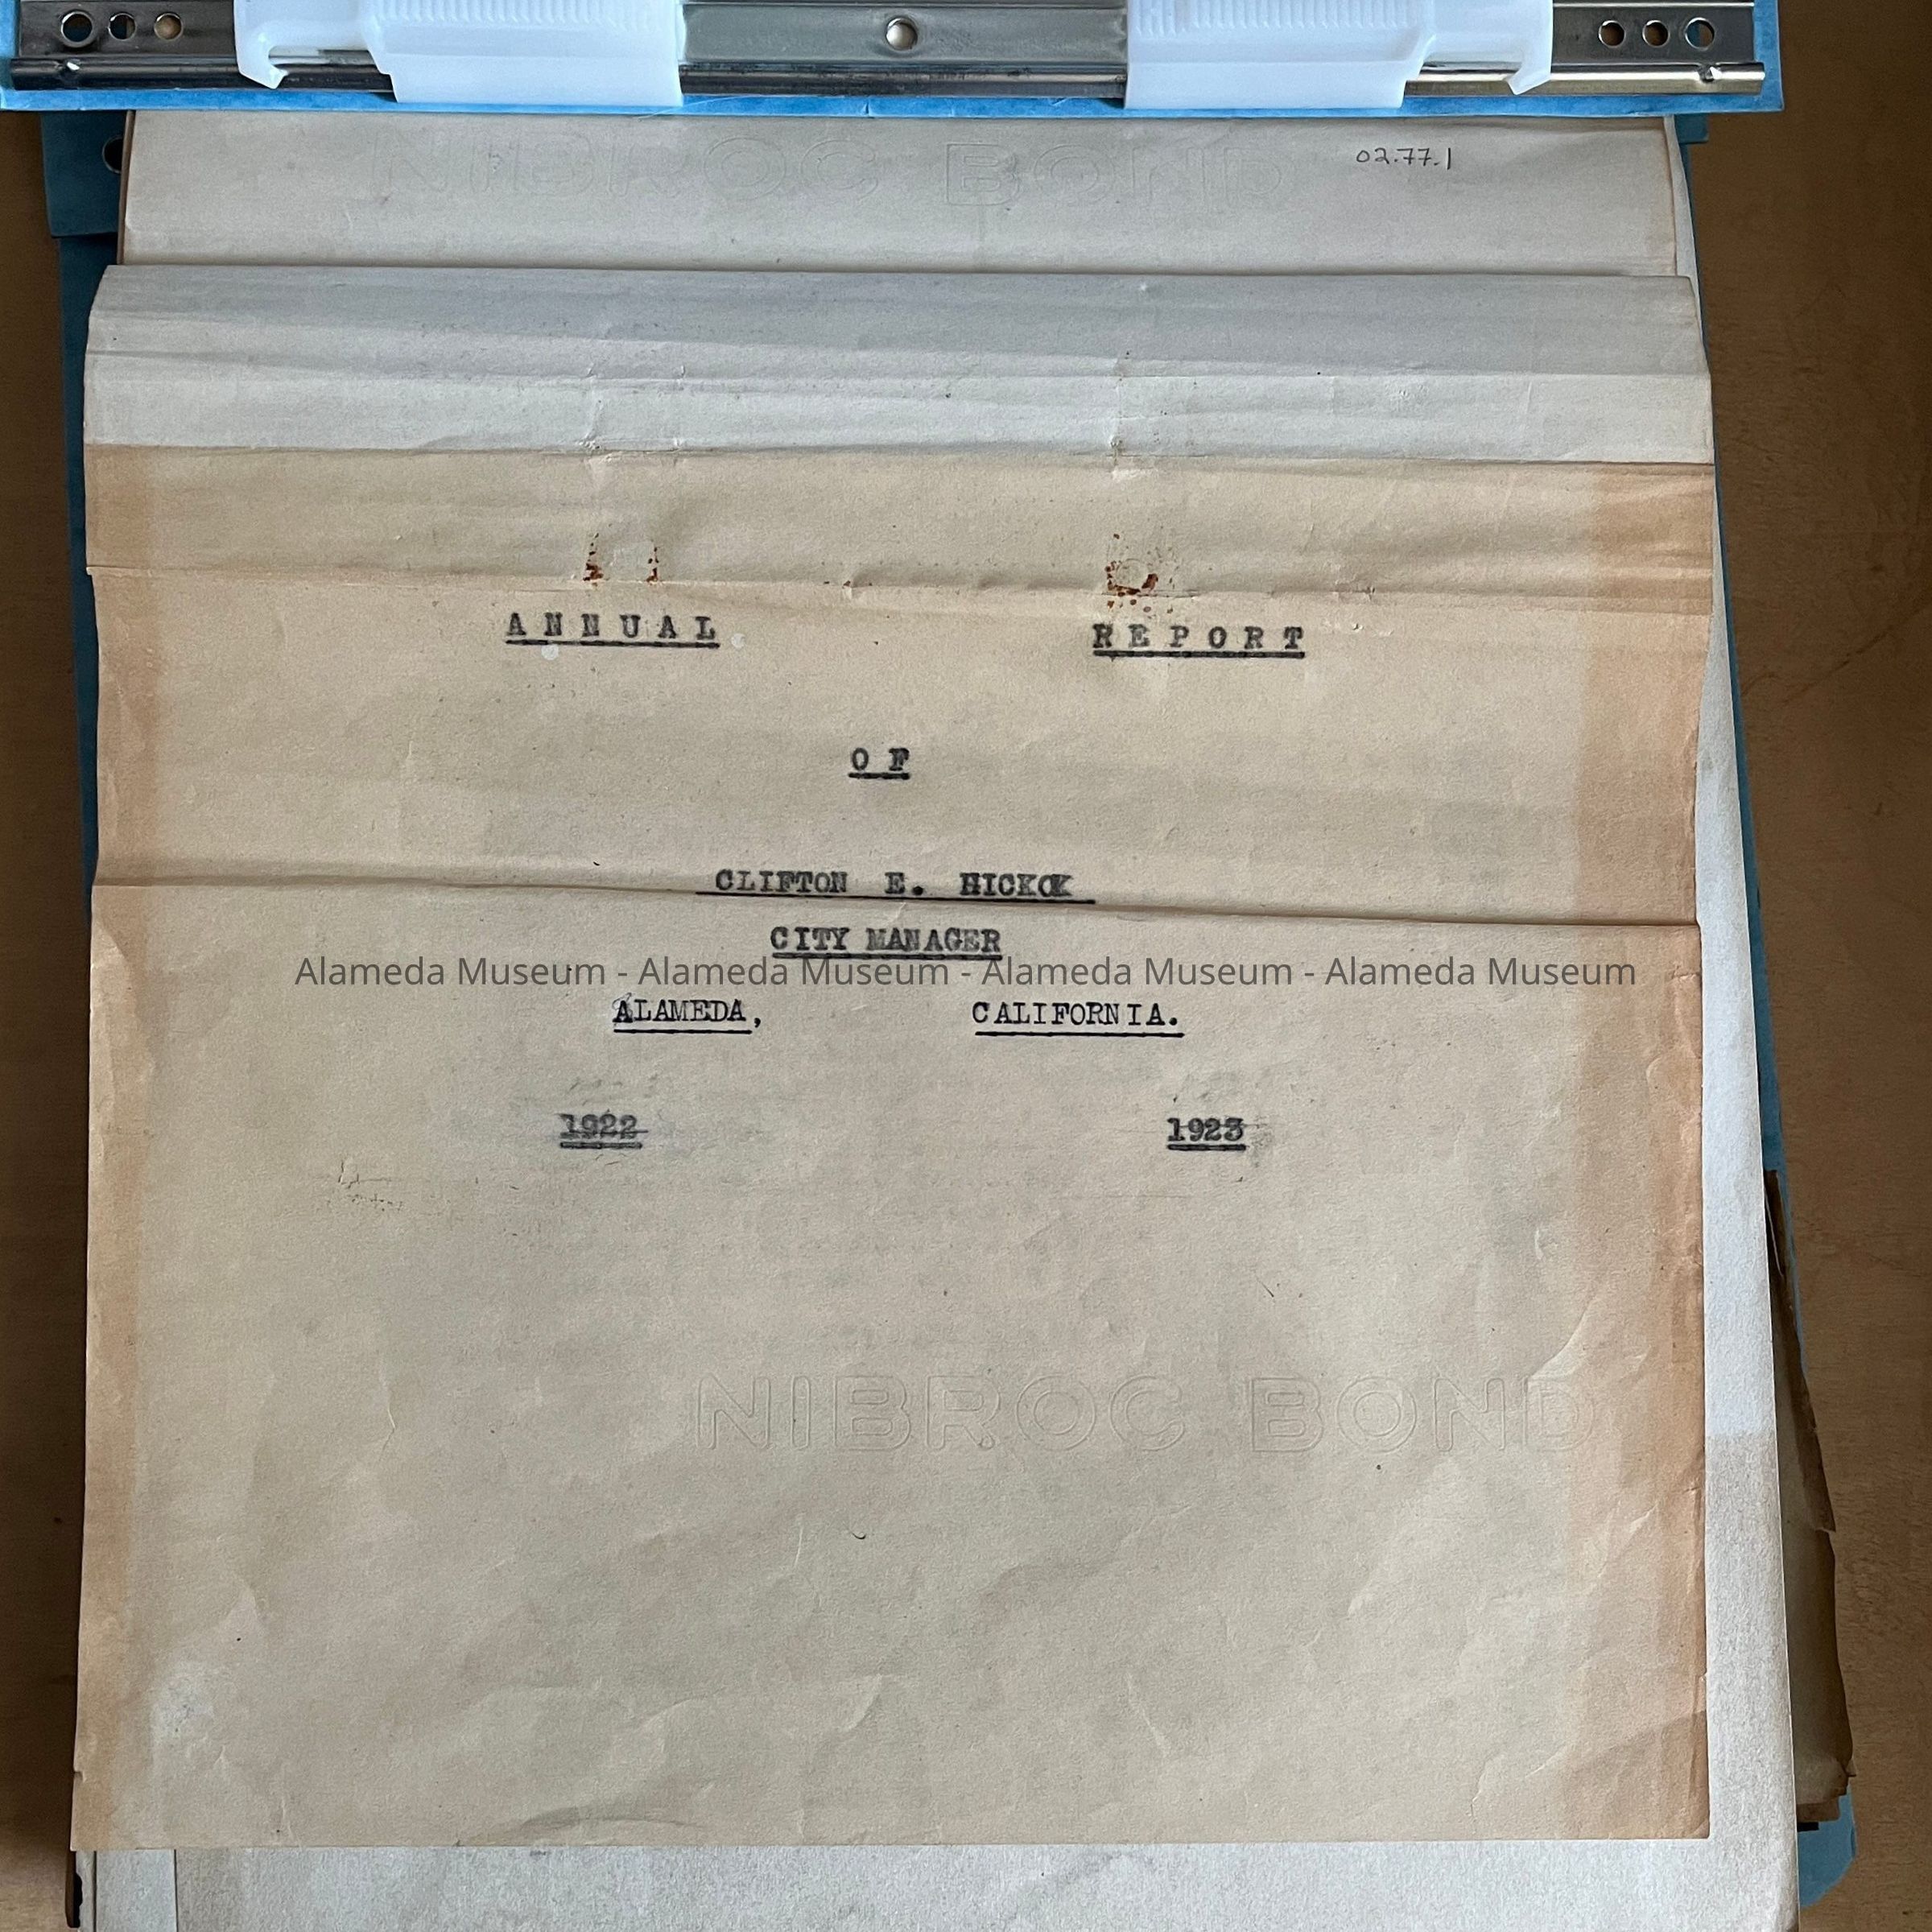 NIBROC BOND
02.77.1
ANNUAL REPORT
OF
CLIFTON E. HICKOK
CITY MANAGER
Alameda Museum - Alameda Museum - Alameda Museum - Alameda Museum
ALAMEDA, CALIFORNIA.
1922 1923
NIBROC BOND